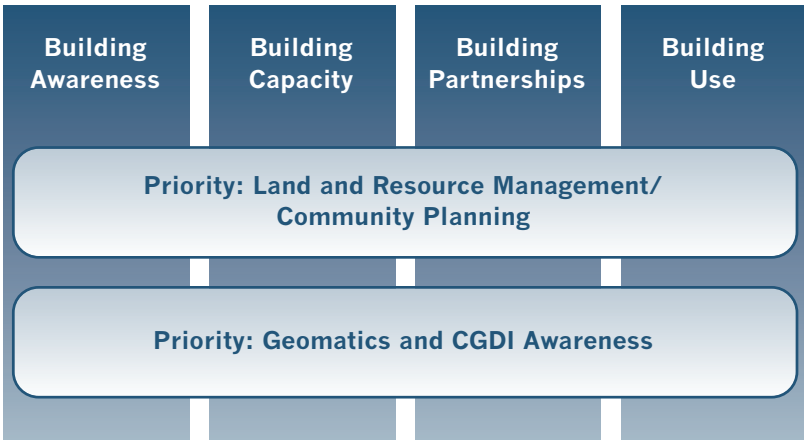 Building
Awareness
Building
Capacity
Building
Partnerships
Building
Use
Priority: Land and Resource Management/
Community Planning
Priority: Geomatics and CGDI Awareness